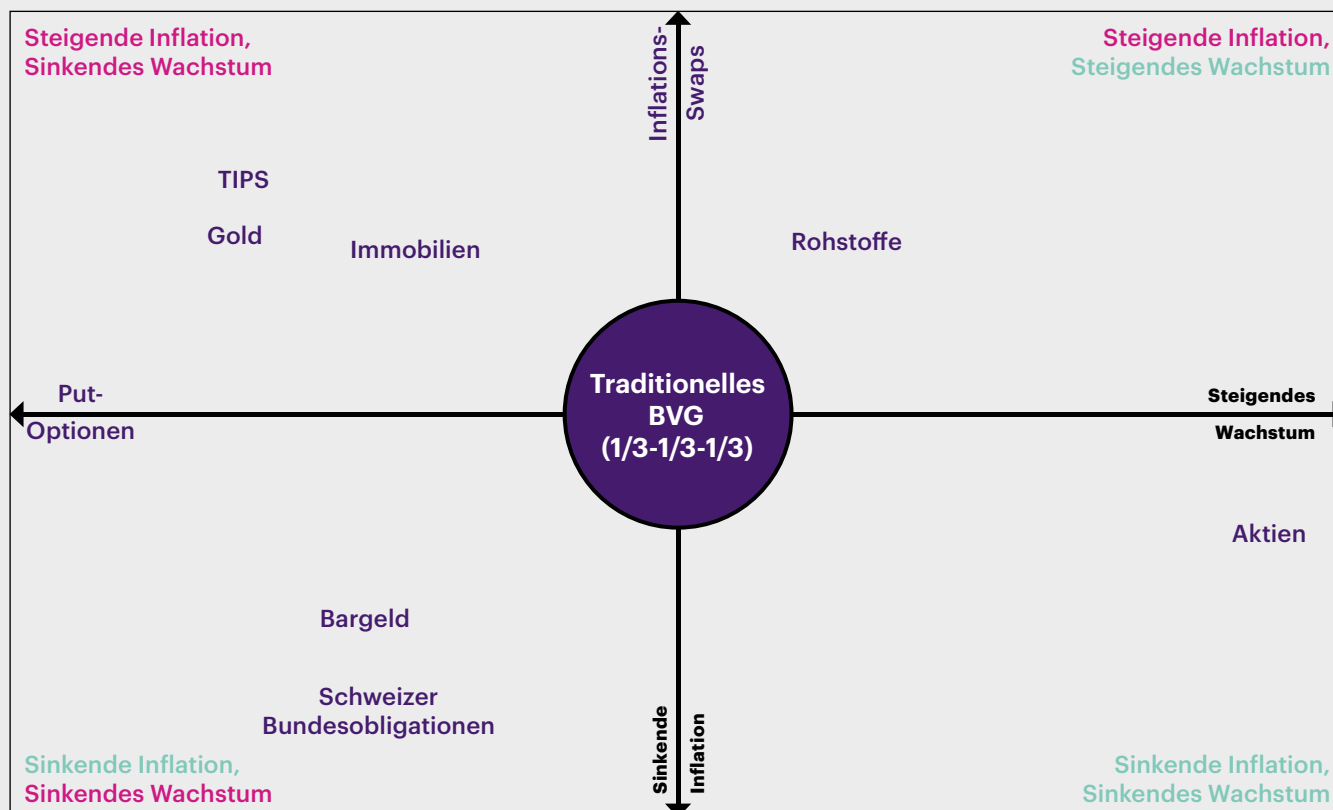 Steigende Inflation,
Sinkendes Wachstum
Inflations-
Swaps
Steigende Inflation,
Steigendes Wachstum
TIPS
Gold
Immobilien
Rohstoffe
Put-
Optionen
Traditionelles
BVG
(1/3-1/3-1/3)
Steigendes
Wachstum
Aktien
Bargeld
Schweizer
Bundesobligationen
Sinkende
Inflation
Sinkende Inflation,
Sinkendes Wachstum
Sinkende Inflation,
Sinkendes Wachstum